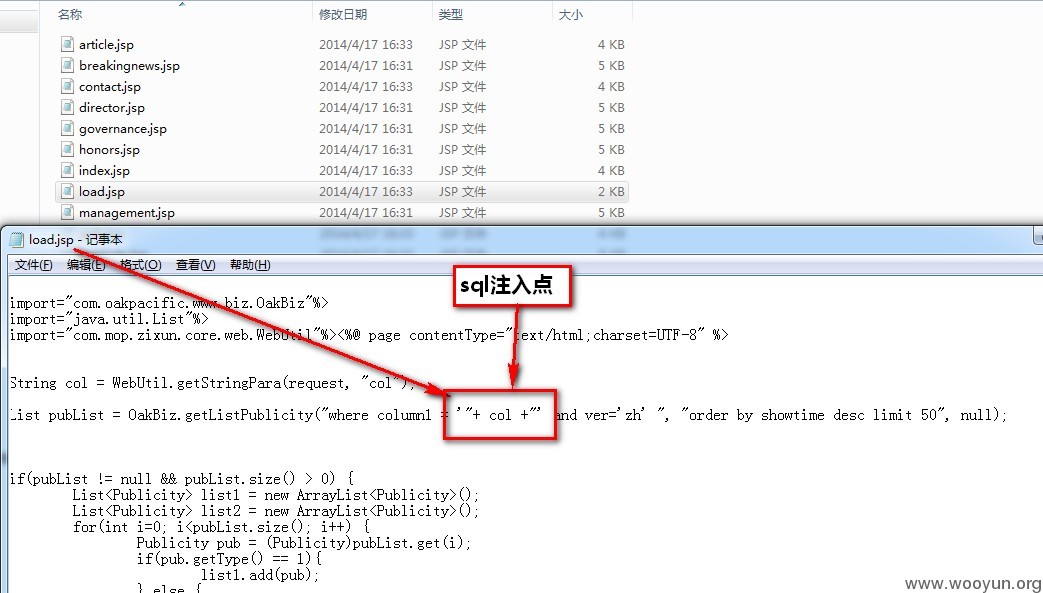 名称 修改日期 类型 大小
article.jsp 2014/4/17 16:33 JSP 文件 4 KB
breakingnews.jsp 2014/4/17 16:31 JSP 文件 5 KB
contact.jsp 2014/4/17 16:33 JSP 文件 4 KB
director.jsp 2014/4/17 16:31 JSP 文件 5 KB
governance.jsp 2014/4/17 16:31 JSP 文件 5 KB
honors.jsp 2014/4/17 16:31 JSP 文件 5 KB
index.jsp 2014/4/17 16:33 JSP 文件 4 KB
load.jsp 2014/4/17 16:33 JSP 文件 2 KB
management.jsp 2014/4/17 16:31 JSP 文件 5 KB
load.jsp - 记事本
文件(F) 编辑(E) 格式(O) 查看(V) 帮助(H)
sql注入点
import="com.oakpacific.www.biz.OakBiz"%>
import="java.util.List"%>
import="com.mop.zixun.core.web.WebUtil"%><%@ page contentType="text/html;charset=UTF-8" %>
String col = WebUtil.getStringPara(request, "col");
List pubList = OakBiz.getListPublicity("where column1 = '"+ col +"' and ver='zh' ", "order by showtime desc limit 50", null);
if(pubList != null && pubList.size() > 0) {
List<Publicity> list1 = new ArrayList<Publicity>();
List<Publicity> list2 = new ArrayList<Publicity>();
for(int i=0; i<pubList.size(); i++) {
Publicity pub = (Publicity)pubList.get(i);
if(pub.getType() == 1){
list1.add(pub);
} else {
www.wooyun.org